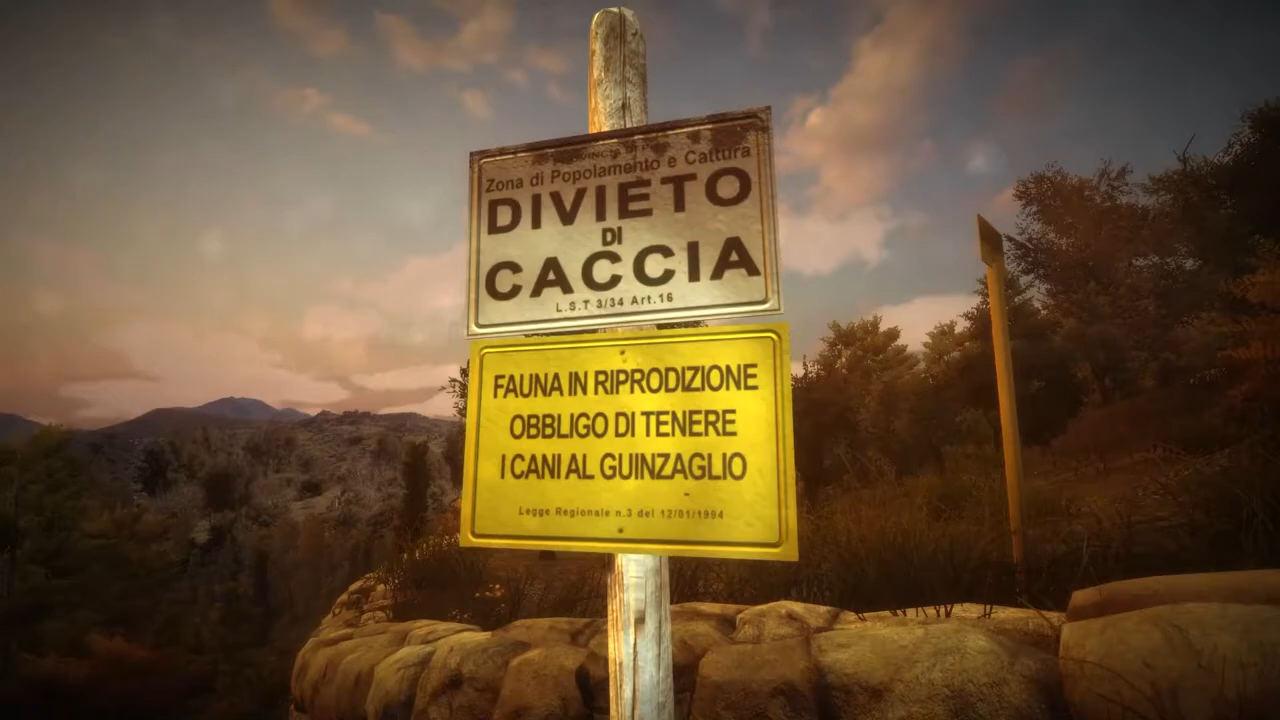 Zona di Popolamento e Cattura
DIVIETO
DI
CACCIA
L.S.T 3/34 Art.16
FAUNA IN RIPRODIZIONE
OBBLIGO DI TENERE
I CANI AL GUINZAGLIO
Legge Regionale n.3 del 12/01/1994